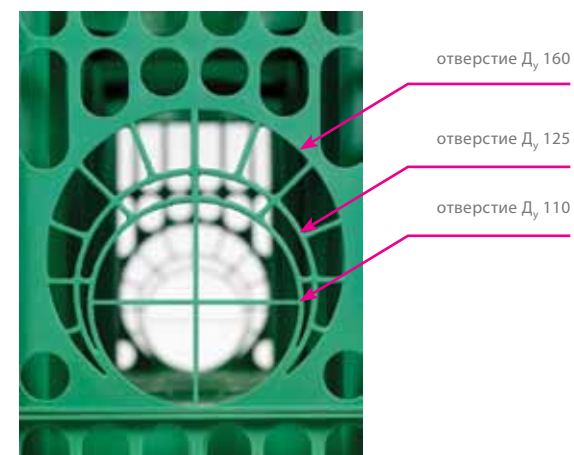 отверстие Ду 160
отверстие Ду 125
отверстие Ду 110